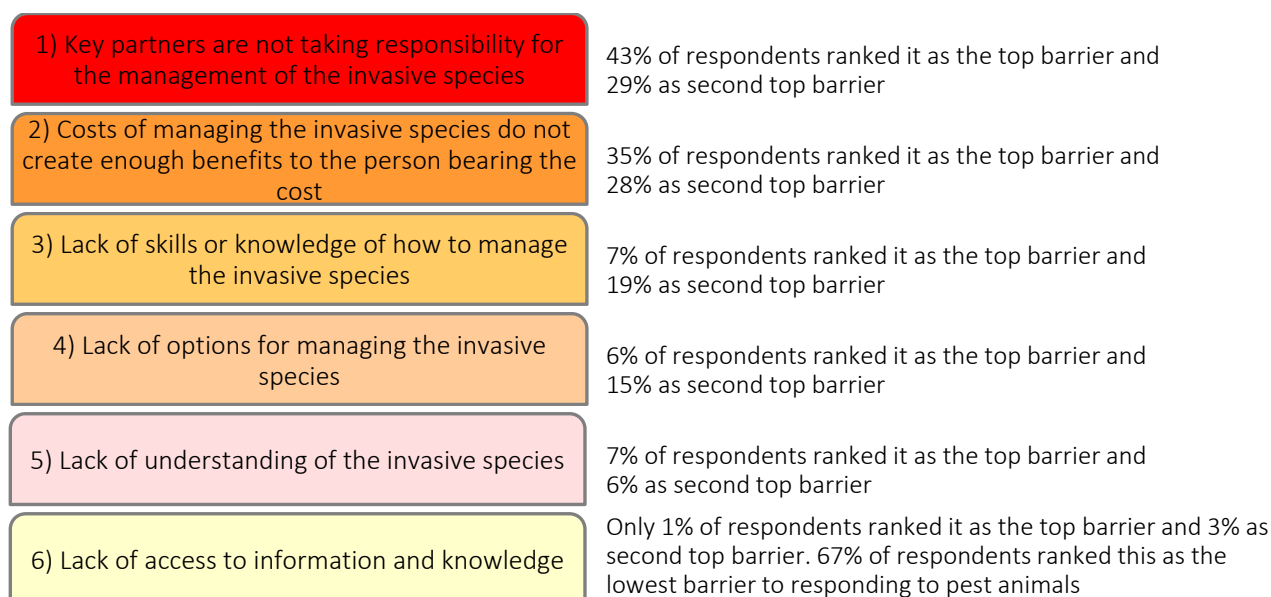 1) Key partners are not taking responsibility for
the management of the invasive species
43% of respondents ranked it as the top barrier and
29% as second top barrier
2) Costs of managing the invasive species do not
create enough benefits to the person bearing the
cost
35% of respondents ranked it as the top barrier and
28% as second top barrier
3) Lack of skills or knowledge of how to manage
the invasive species
7% of respondents ranked it as the top barrier and
19% as second top barrier
4) Lack of options for managing the invasive
species
6% of respondents ranked it as the top barrier and
15% as second top barrier
5) Lack of understanding of the invasive species
7% of respondents ranked it as the top barrier and
6% as second top barrier
6) Lack of access to information and knowledge
Only 1% of respondents ranked it as the top barrier and 3% as
second top barrier. 67% of respondents ranked this as the
lowest barrier to responding to pest animals